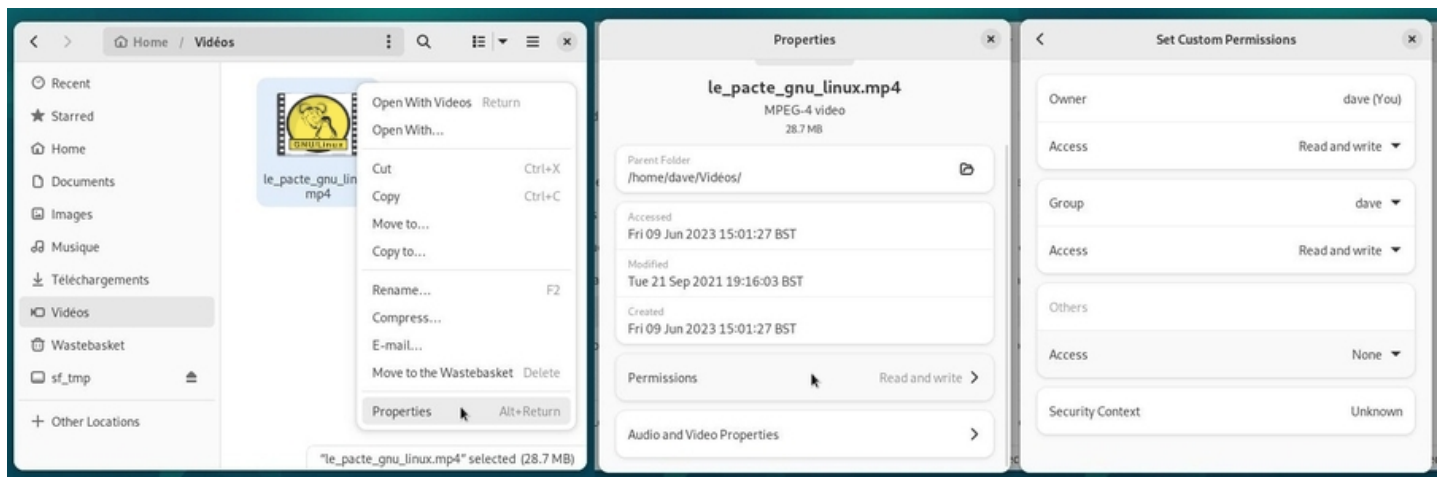 Home / Vidéos
Recent
Starred
Home
Documents
Images
Musique
Téléchargements
Vidéos
Wastebasket
sf_tmp
Other Locations
GNU/Linux
le_pacte_gnu_lin
mp4
Open With Videos Return
Open With...
Cut Ctrl+X
Copy Ctrl+C
Move to...
Copy to...
Rename... F2
Compress...
E-mail...
Move to the Wastebasket Delete
Properties Alt+Return
"le_pacte_gnu_linux.mp4" selected (28.7 MB)
Properties
le_pacte_gnu_linux.mp4
MPEG-4 video
28.7 MB
Parent Folder
/home/dave/Vidéos/
Accessed
Fri 09 Jun 2023 15:01:27 BST
Modified
Tue 21 Sep 2021 19:16:03 BST
Created
Fri 09 Jun 2023 15:01:27 BST
Permissions Read and write
Audio and Video Properties
Set Custom Permissions
Owner dave (You)
Access Read and write
Group dave
Access Read and write
Others
Access None
Security Context Unknown